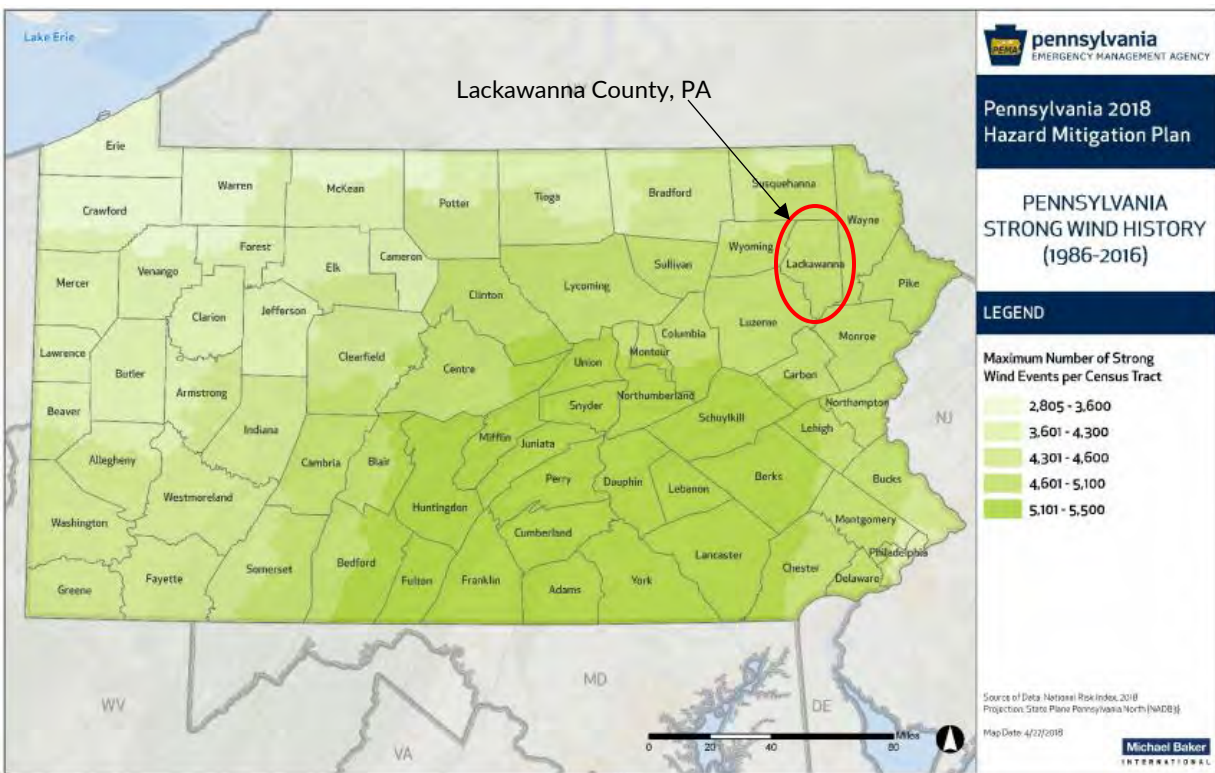 Lake Erie
Lackawanna County, PA
Erie
Warren
McKean
Potter
Tioga
Bradford
Susquehanna
Crawford
Wayne
Forest
Elk
Cameron
Wyoming
Lackawanna
Sullivan
Venango
Mercer
Clinton
Lycoming
Pike
Clarion
Jefferson
Luzerne
Columbia
Monroe
Lawrence
Clearfield
Centre
Union
Montour
Butler
Carbon
Armstrong
Snyder
Northumberland
Northampton
Beaver
Schuylkill
NJ
Indiana
Mifflin
Juniata
Lehigh
Allegheny
Cambria
Blair
Perry
Dauphin
Lebanon
Berks
Bucks
Westmoreland
Huntingdon
Washington
Cumberland
Montgomery
Philadelphia
Lancaster
Bedford
Somerset
Fayette
Greene
Fulton
Franklin
Adams
York
Chester
Delaware
WV
MD
DE
VA
Miles
0 20 40 80
PEMA
pennsylvania
EMERGENCY MANAGEMENT AGENCY
Pennsylvania 2018
Hazard Mitigation Plan
PENNSYLVANIA
STRONG WIND HISTORY
(1986-2016)
LEGEND
Maximum Number of Strong
Wind Events per Census Tract
2,805 - 3,600
3,601 - 4,300
4,301 - 4,600
4,601 - 5,100
5,101 - 5,500
Source of Data: National Risk Index, 2018
Projection: State Plane Pennsylvania North (NAD83)
Map Date: 4/27/2018
Michael Baker
INTERNATIONAL